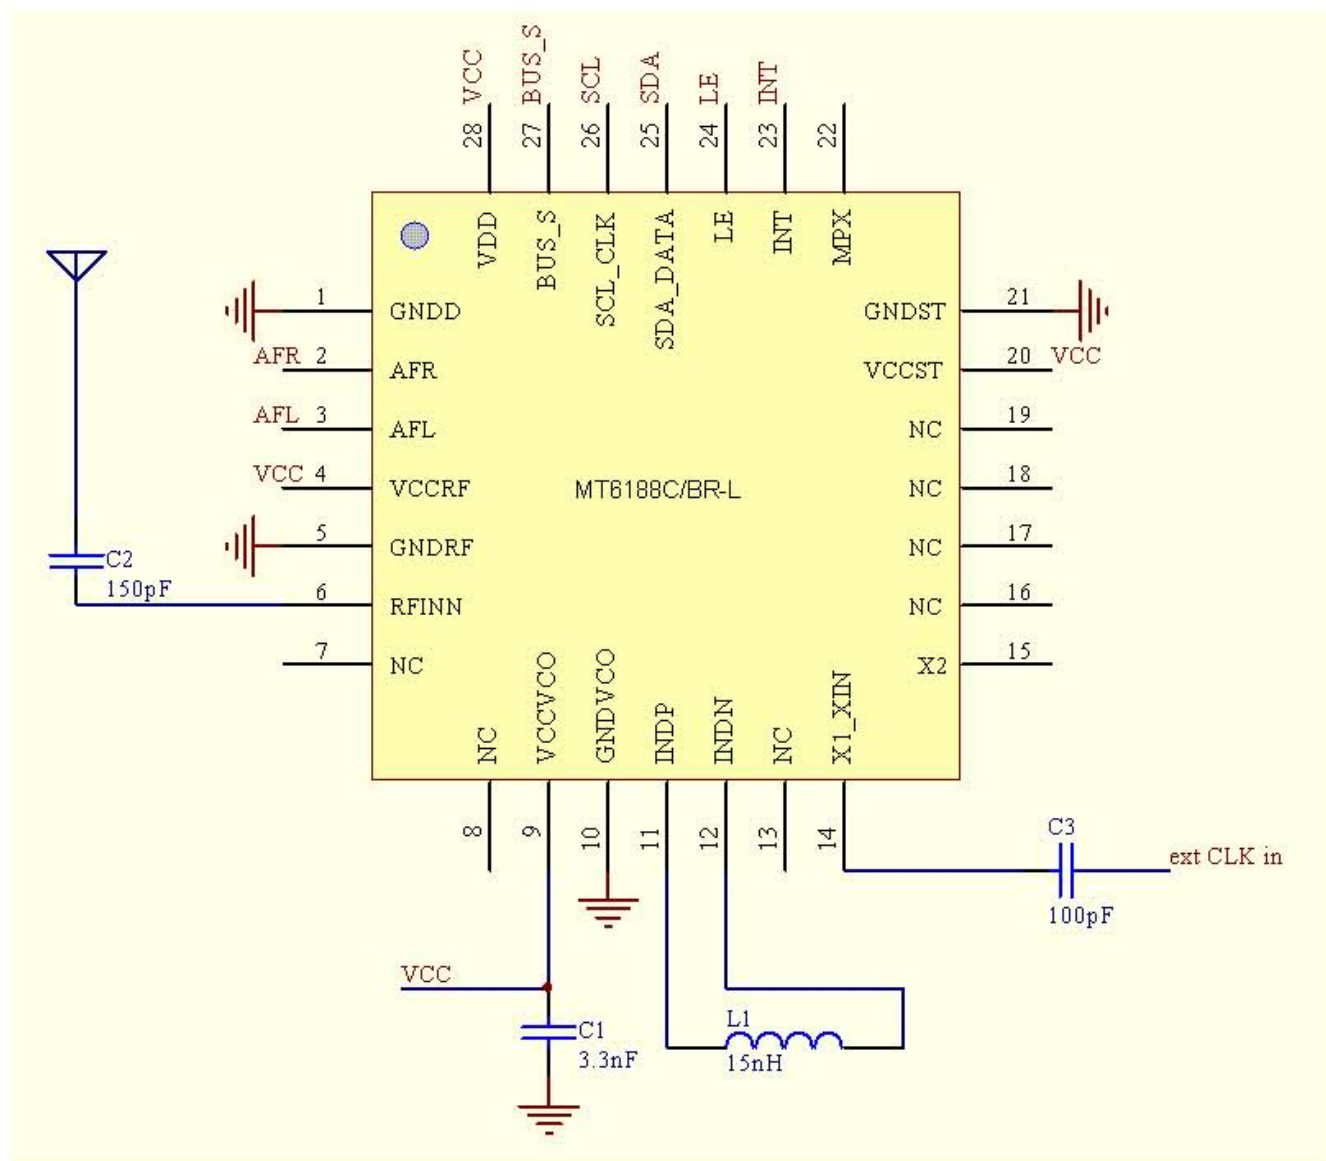 VCC
BUS_S
SCL
SDA
LE
INT
28
27
26
25
24
23
22
VDD
BUS_S
SCL_CLK
SDA_DATA
LE
INT
MPX
1
GNDD
GNDST
21
AFR 2
AFR
VCCST
20 VCC
AFL 3
AFL
NC
19
VCC 4
VCCRF
MT6188C/BR-L
NC
18
5
GNDRF
NC
17
C2
150pF
6
RFINN
NC
16
7
NC
X2
15
NC
VCCVCO
GNDVCO
INDP
INDN
NC
X1_XIN
8
9
10
11
12
13
14
C3
ext CLK in
100pF
VCC
L1
15nH
C1
3.3nF